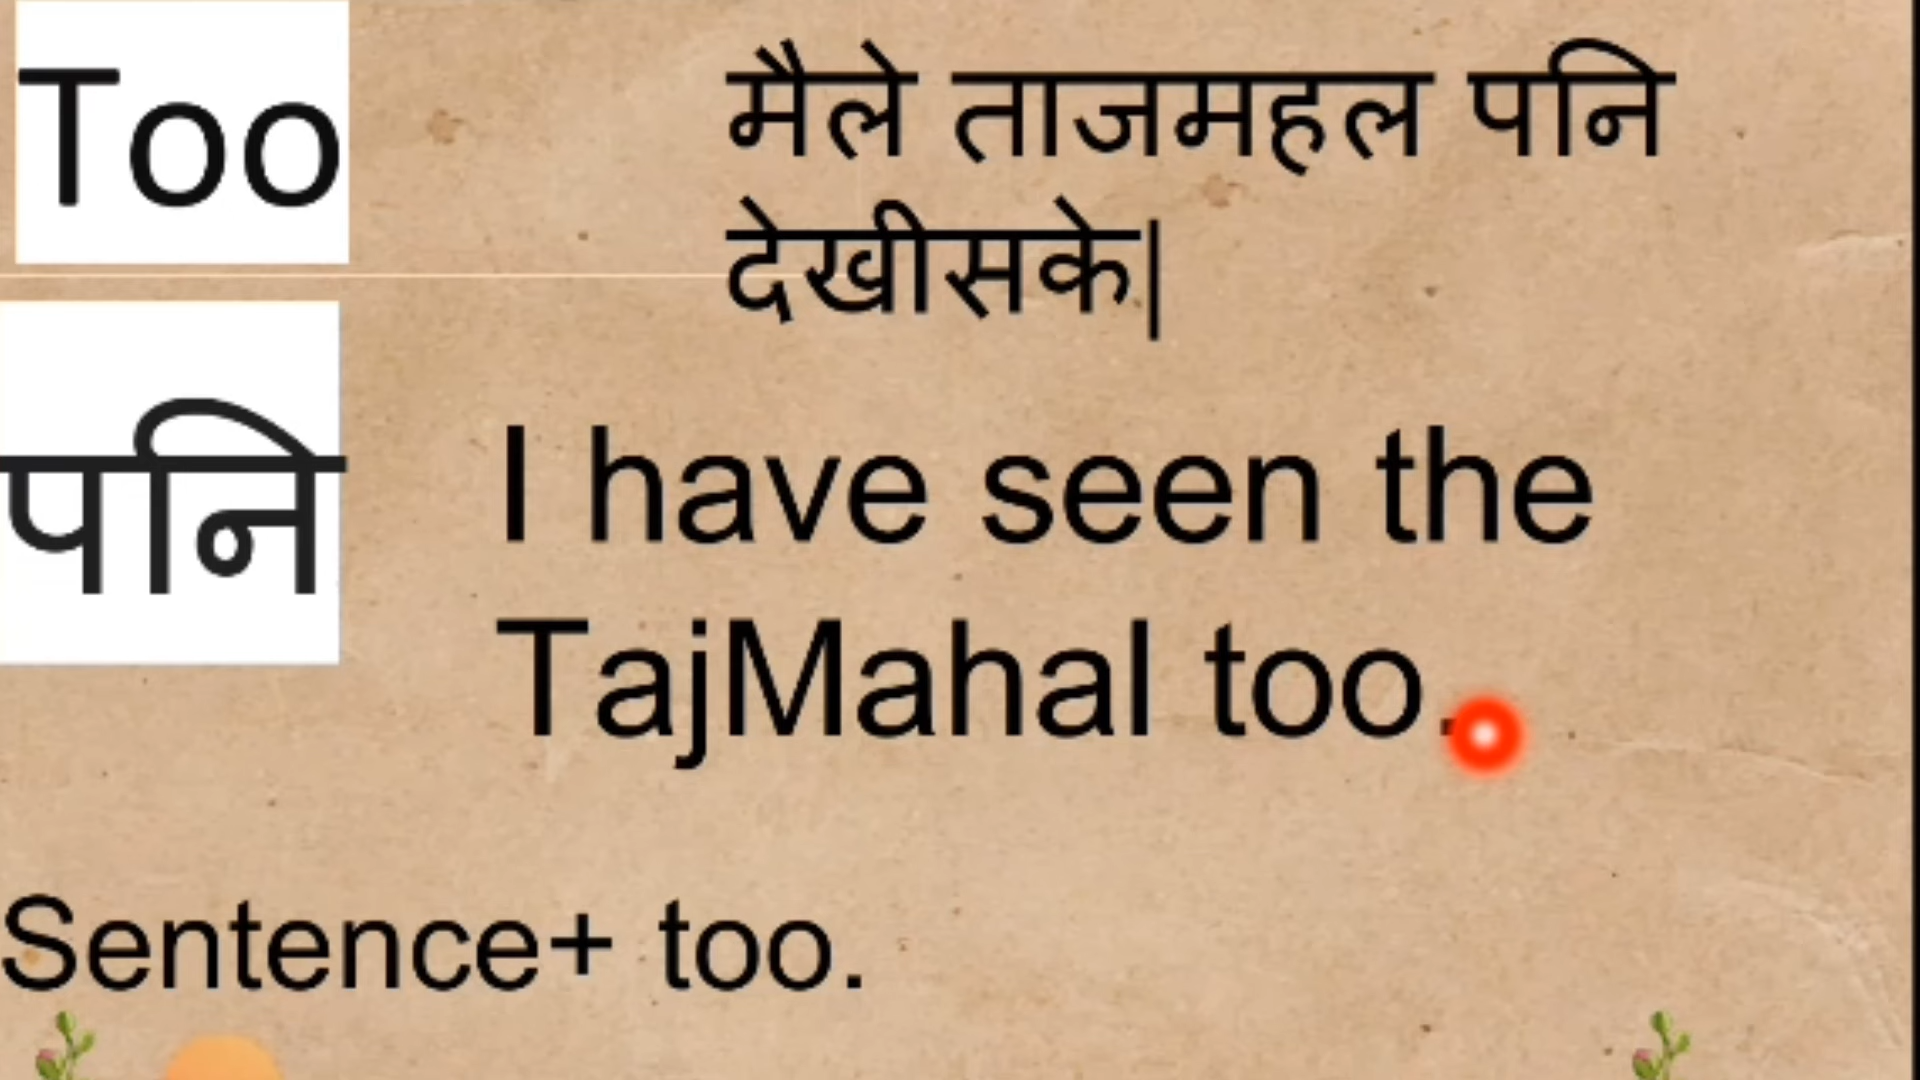 Too
मैले ताजमहल पनि
देखीसके|
पनि
I have seen the
TajMahal too.
Sentence+ too.